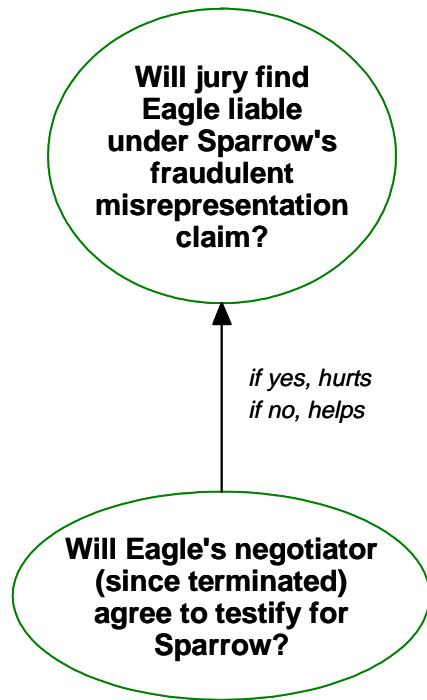 Will jury find
Eagle liable
under Sparrow's
fraudulent
misrepresentation
claim?
if yes, hurts
if no, helps
Will Eagle's negotiator
(since terminated)
agree to testify for
Sparrow?